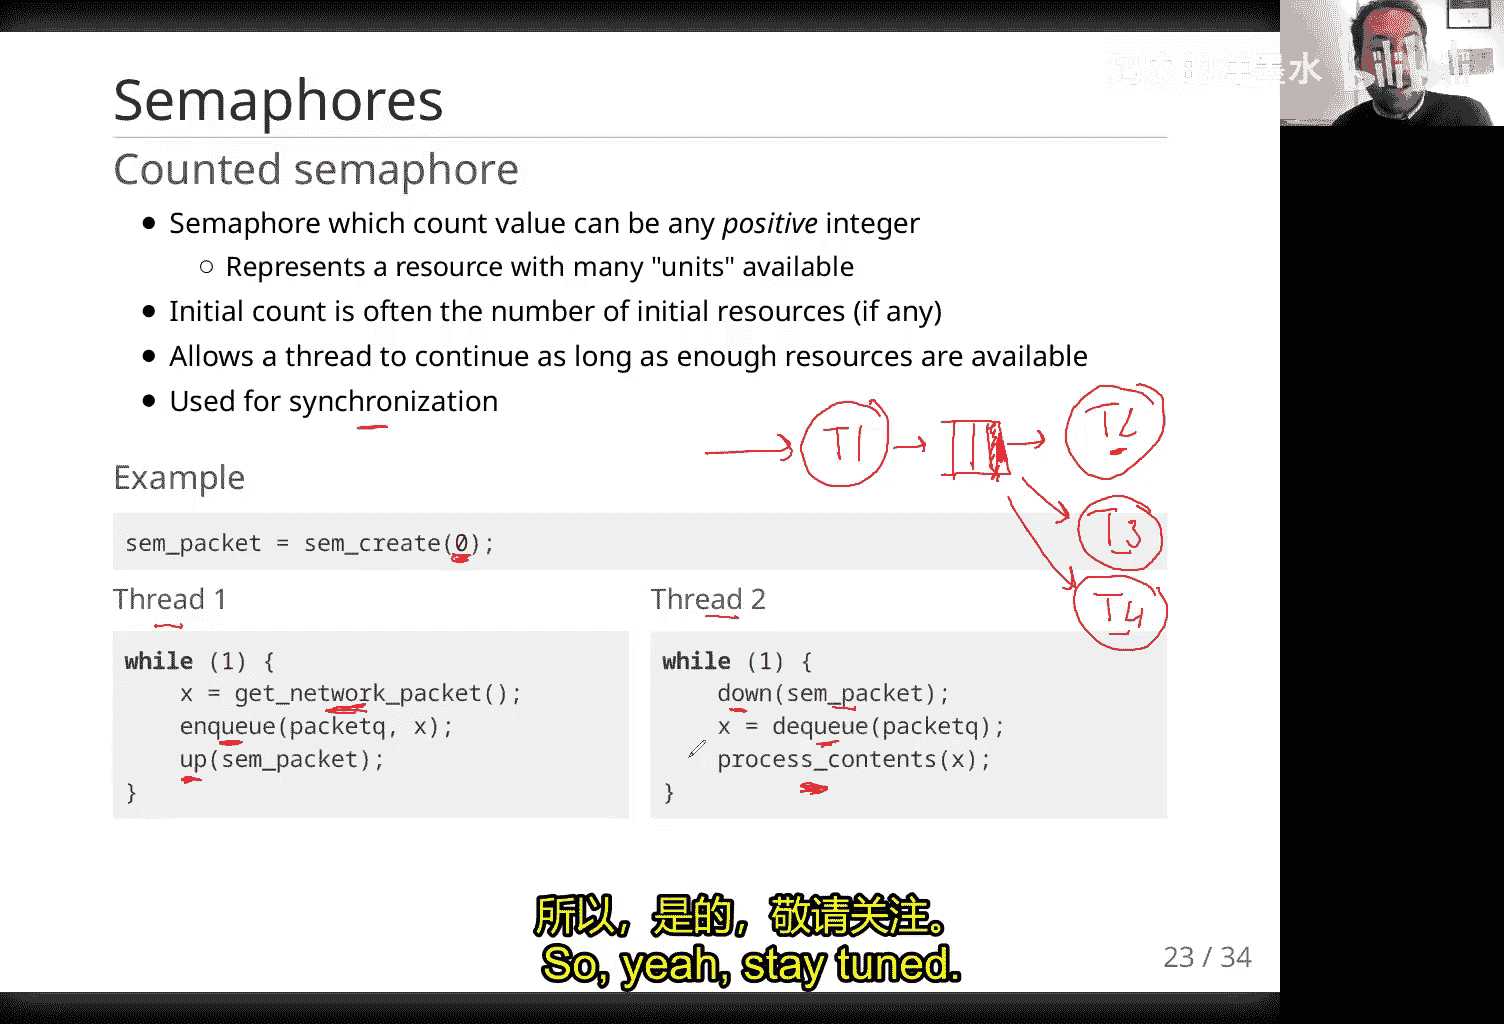 Semaphores
Counted semaphore
Semaphore which count value can be any positive integer
Represents a resource with many "units" available
Initial count is often the number of initial resources (if any)
Allows a thread to continue as long as enough resources are available
Used for synchronization
T1
T2
T3
T4
Example
sem_packet = sem_create(0);
Thread 1
while (1) {
x = get_network_packet();
enqueue(packetq, x);
up(sem_packet);
}
Thread 2
while (1) {
down(sem_packet);
x = dequeue(packetq);
process_contents(x);
}
所以，是的，敬请关注。
So, yeah, stay tuned.
23 / 34